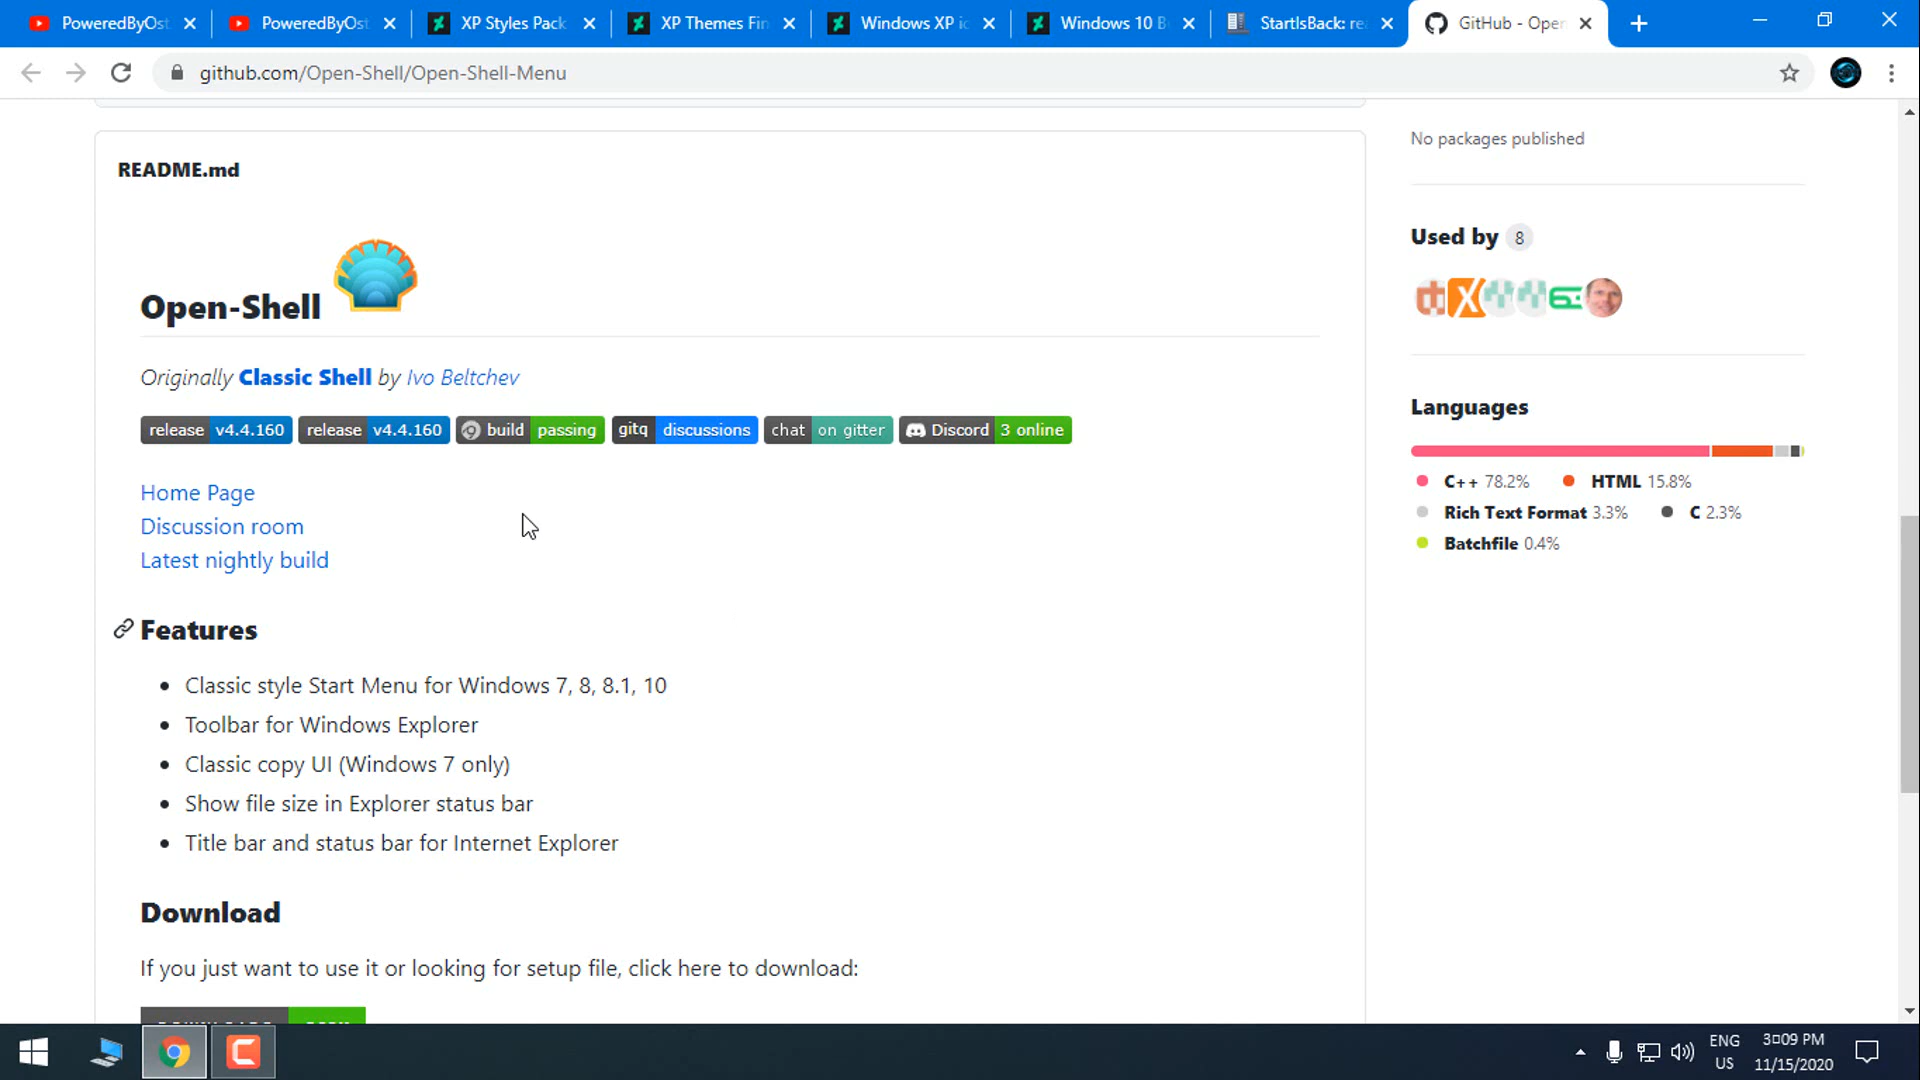 PoweredByOst
PoweredByOst
XP Styles Pack
XP Themes Fin
Windows XP ic
Windows 10 B
StartIsBack: re
GitHub - Open
github.com/Open-Shell/Open-Shell-Menu
README.md
Open-Shell
Originally Classic Shell by Ivo Beltchev
release v4.4.160 release v4.4.160 build passing gitq discussions chat on gitter Discord 3 online
Home Page
Discussion room
Latest nightly build
Features
Classic style Start Menu for Windows 7, 8, 8.1, 10
Toolbar for Windows Explorer
Classic copy UI (Windows 7 only)
Show file size in Explorer status bar
Title bar and status bar for Internet Explorer
Download
If you just want to use it or looking for setup file, click here to download:
No packages published
Used by 8
Languages
C++ 78.2% HTML 15.8%
Rich Text Format 3.3% C 2.3%
Batchfile 0.4%
ENG
US
3□09 PM
11/15/2020